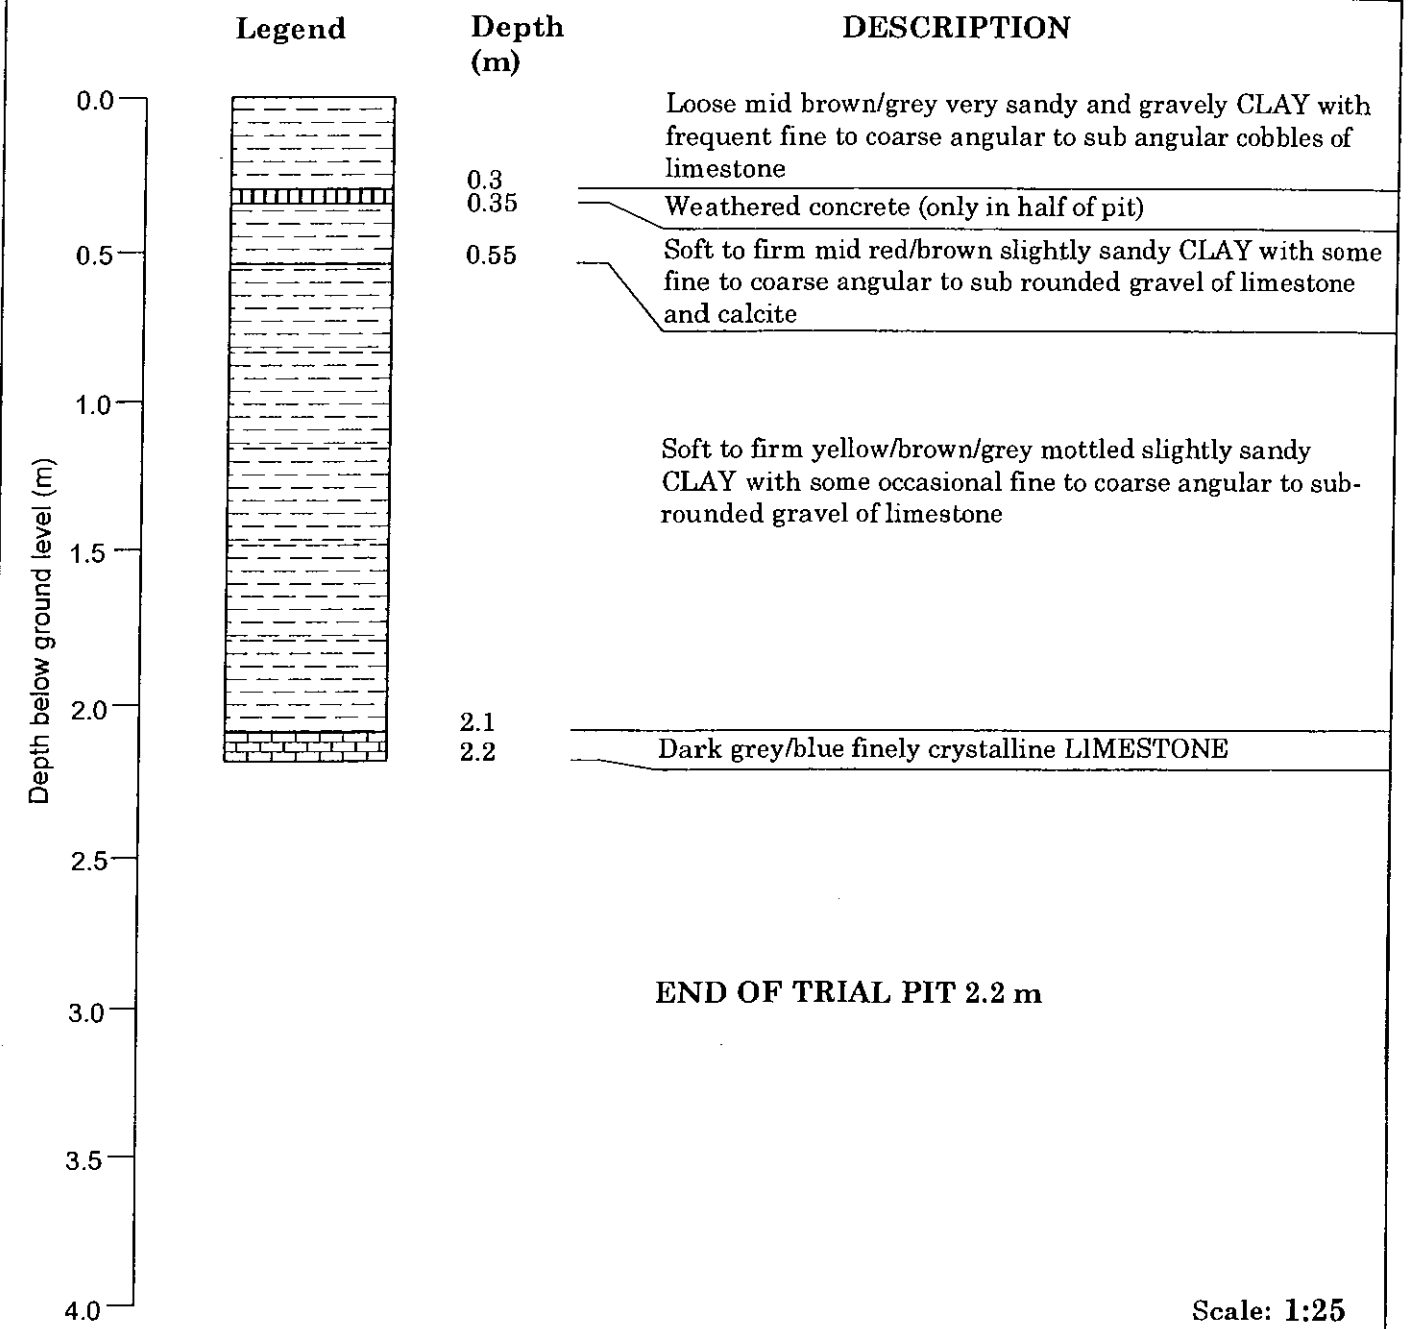 Legend
Depth
(m)
DESCRIPTION
0.0
Loose mid brown/grey very sandy and gravely CLAY with
frequent fine to coarse angular to sub angular cobbles of
limestone
0.3
0.35
Weathered concrete (only in half of pit)
0.5
0.55
Soft to firm mid red/brown slightly sandy CLAY with some
fine to coarse angular to sub rounded gravel of limestone
and calcite
1.0
Soft to firm yellow/brown/grey mottled slightly sandy
CLAY with some occasional fine to coarse angular to sub-
rounded gravel of limestone
Depth below ground level (m)
1.5
2.0
2.1
2.2
Dark grey/blue finely crystalline LIMESTONE
2.5
END OF TRIAL PIT 2.2 m
3.0
3.5
4.0
Scale: 1:25